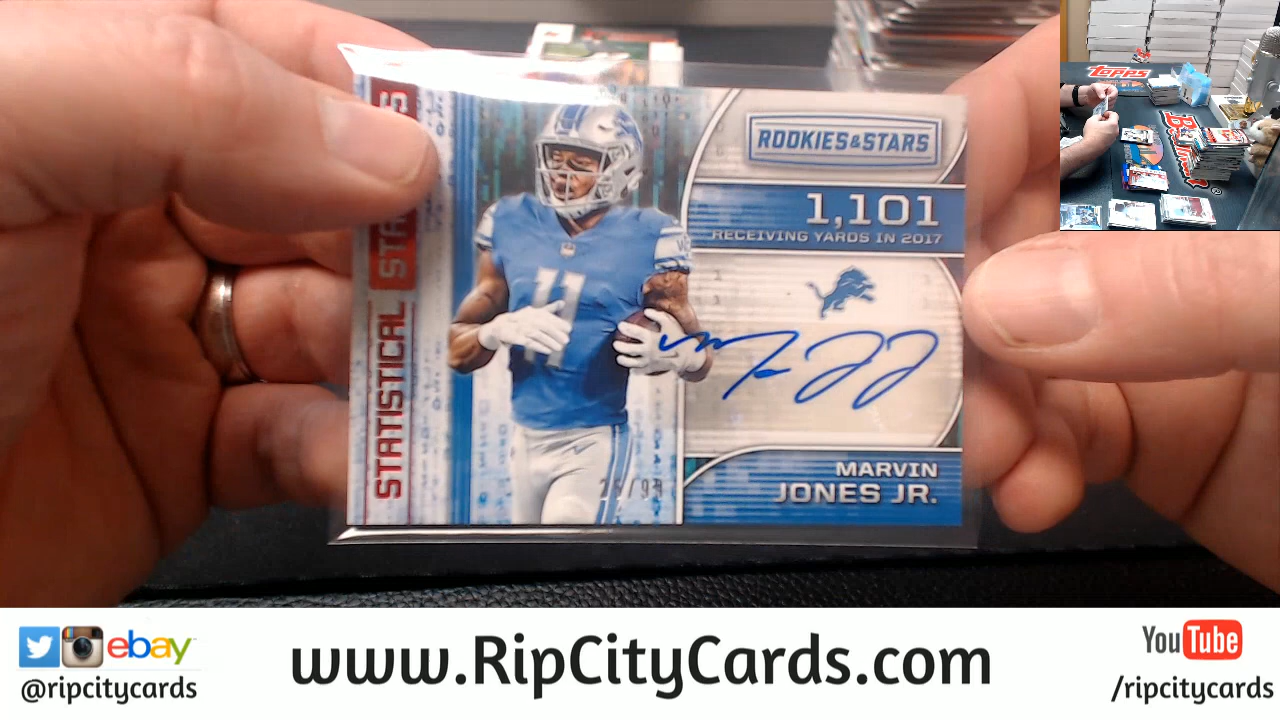 Topps
STATISTICAL
ROOKIES & STARS
1,101
RECEIVING YARDS IN 2017
11
MARVIN
JONES JR.
ebay
@ripcitycards
www.RipCityCards.com
YouTube
/ripcitycards